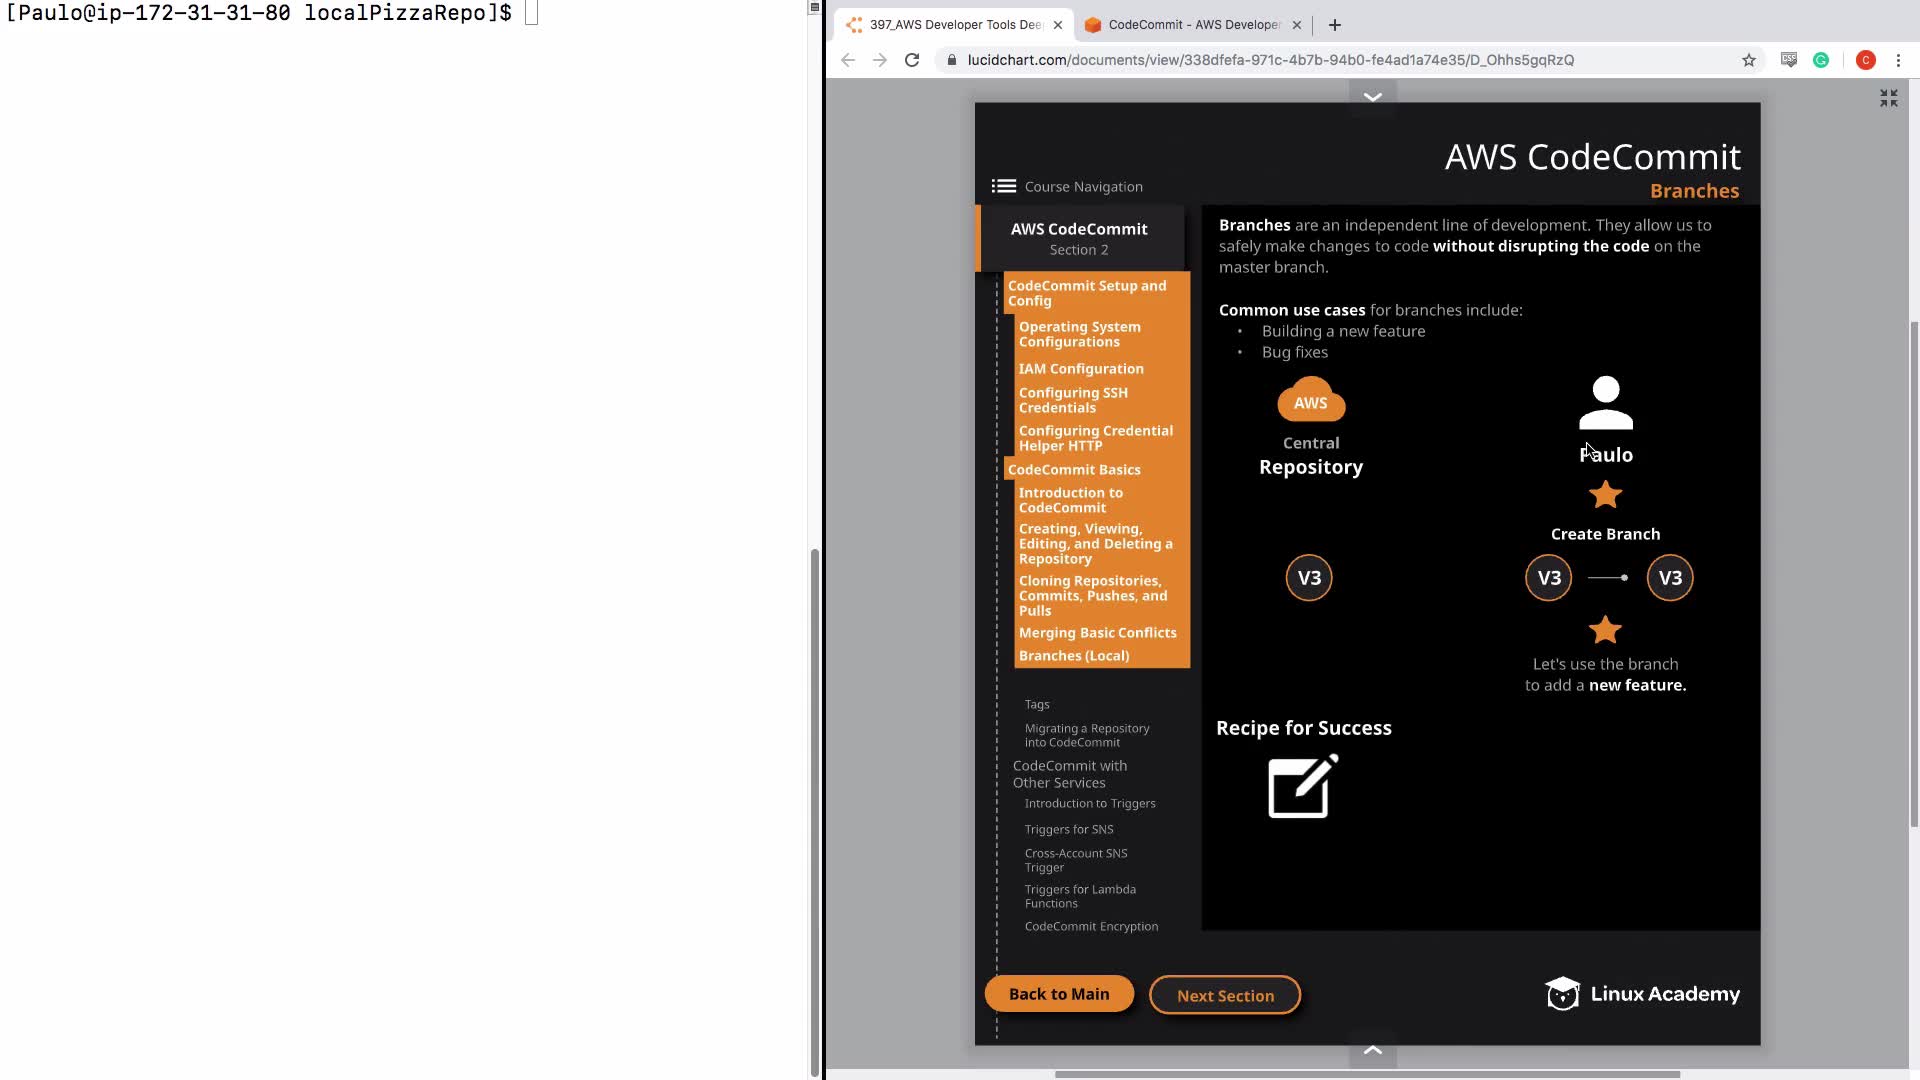 [Paulo@ip-172-31-31-80 localPizzaRepo]$
397_AWS Developer Tools Dee
CodeCommit - AWS Developer
lucidchart.com/documents/view/338dfefa-971c-4b7b-94b0-fe4ad1a74e35/D_Ohhs5gqRzQ
C
AWS CodeCommit
Branches
Course Navigation
AWS CodeCommit
Section 2
CodeCommit Setup and
Config
Operating System
Configurations
IAM Configuration
Configuring SSH
Credentials
Configuring Credential
Helper HTTP
CodeCommit Basics
Introduction to
CodeCommit
Creating, Viewing,
Editing, and Deleting a
Repository
Cloning Repositories,
Commits, Pushes, and
Pulls
Merging Basic Conflicts
Branches (Local)
Tags
Migrating a Repository
into CodeCommit
CodeCommit with
Other Services
Introduction to Triggers
Triggers for SNS
Cross-Account SNS
Trigger
Triggers for Lambda
Functions
CodeCommit Encryption
Branches are an independent line of development. They allow us to
safely make changes to code without disrupting the code on the
master branch.
Common use cases for branches include:
• Building a new feature
• Bug fixes
AWS
Central
Repository
Paulo
Create Branch
V3
V3
V3
Let's use the branch
to add a new feature.
Recipe for Success
Back to Main
Next Section
Linux Academy